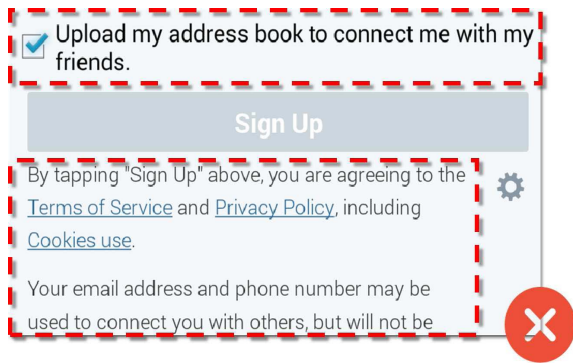 Upload my address book to connect me with my
friends.
Sign Up
By tapping "Sign Up" above, you are agreeing to the
Terms of Service and Privacy Policy, including
Cookies use.
Your email address and phone number may be
used to connect you with others, but will not be